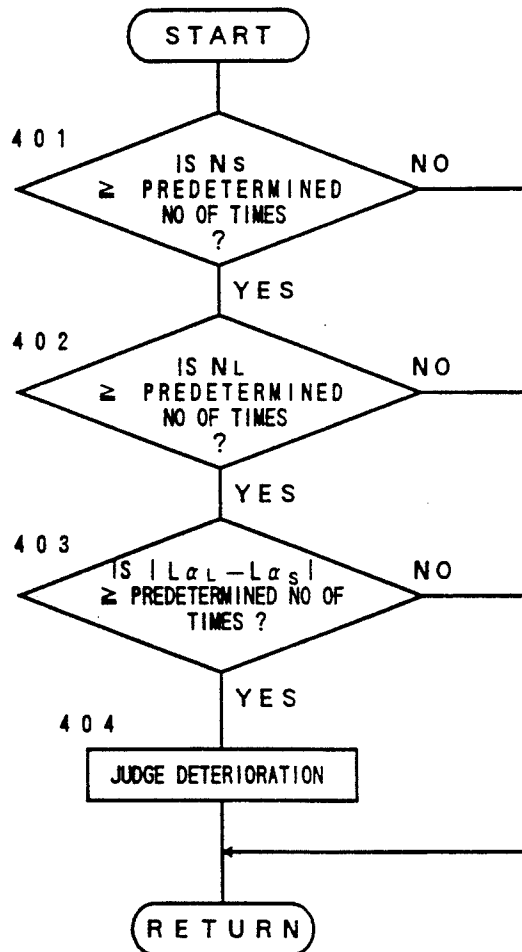 START
401
IS NS
≧ PREDETERMINED
NO OF TIMES
?
NO
YES
402
IS NL
≧ PREDETERMINED
NO OF TIMES
?
NO
YES
403
IS | LαL − LαS |
≧ PREDETERMINED NO OF
TIMES ?
NO
YES
404
JUDGE DETERIORATION
RETURN